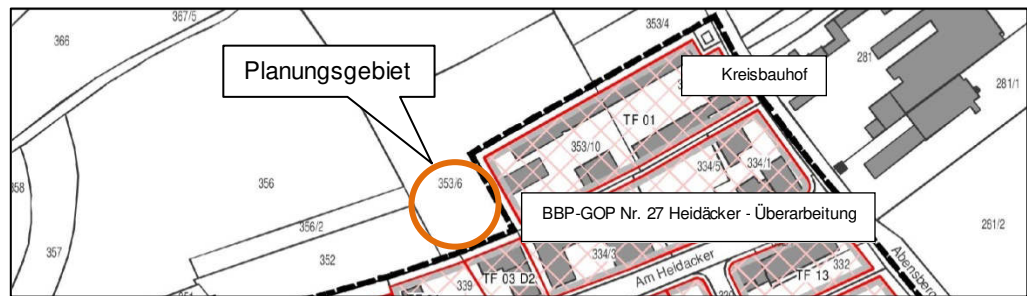 367/5
353/4
366
281
281/1
Planungsgebiet
Kreisbauhof
TF 01
353/10
334/5
334/1
358
356
353/6
BBP-GOP Nr. 27 Heidäcker - Überarbeitung
356/2
281/2
357
352
334/3
Am Heidacker
Abensberg
339
TF 03 D2
TF 13
332